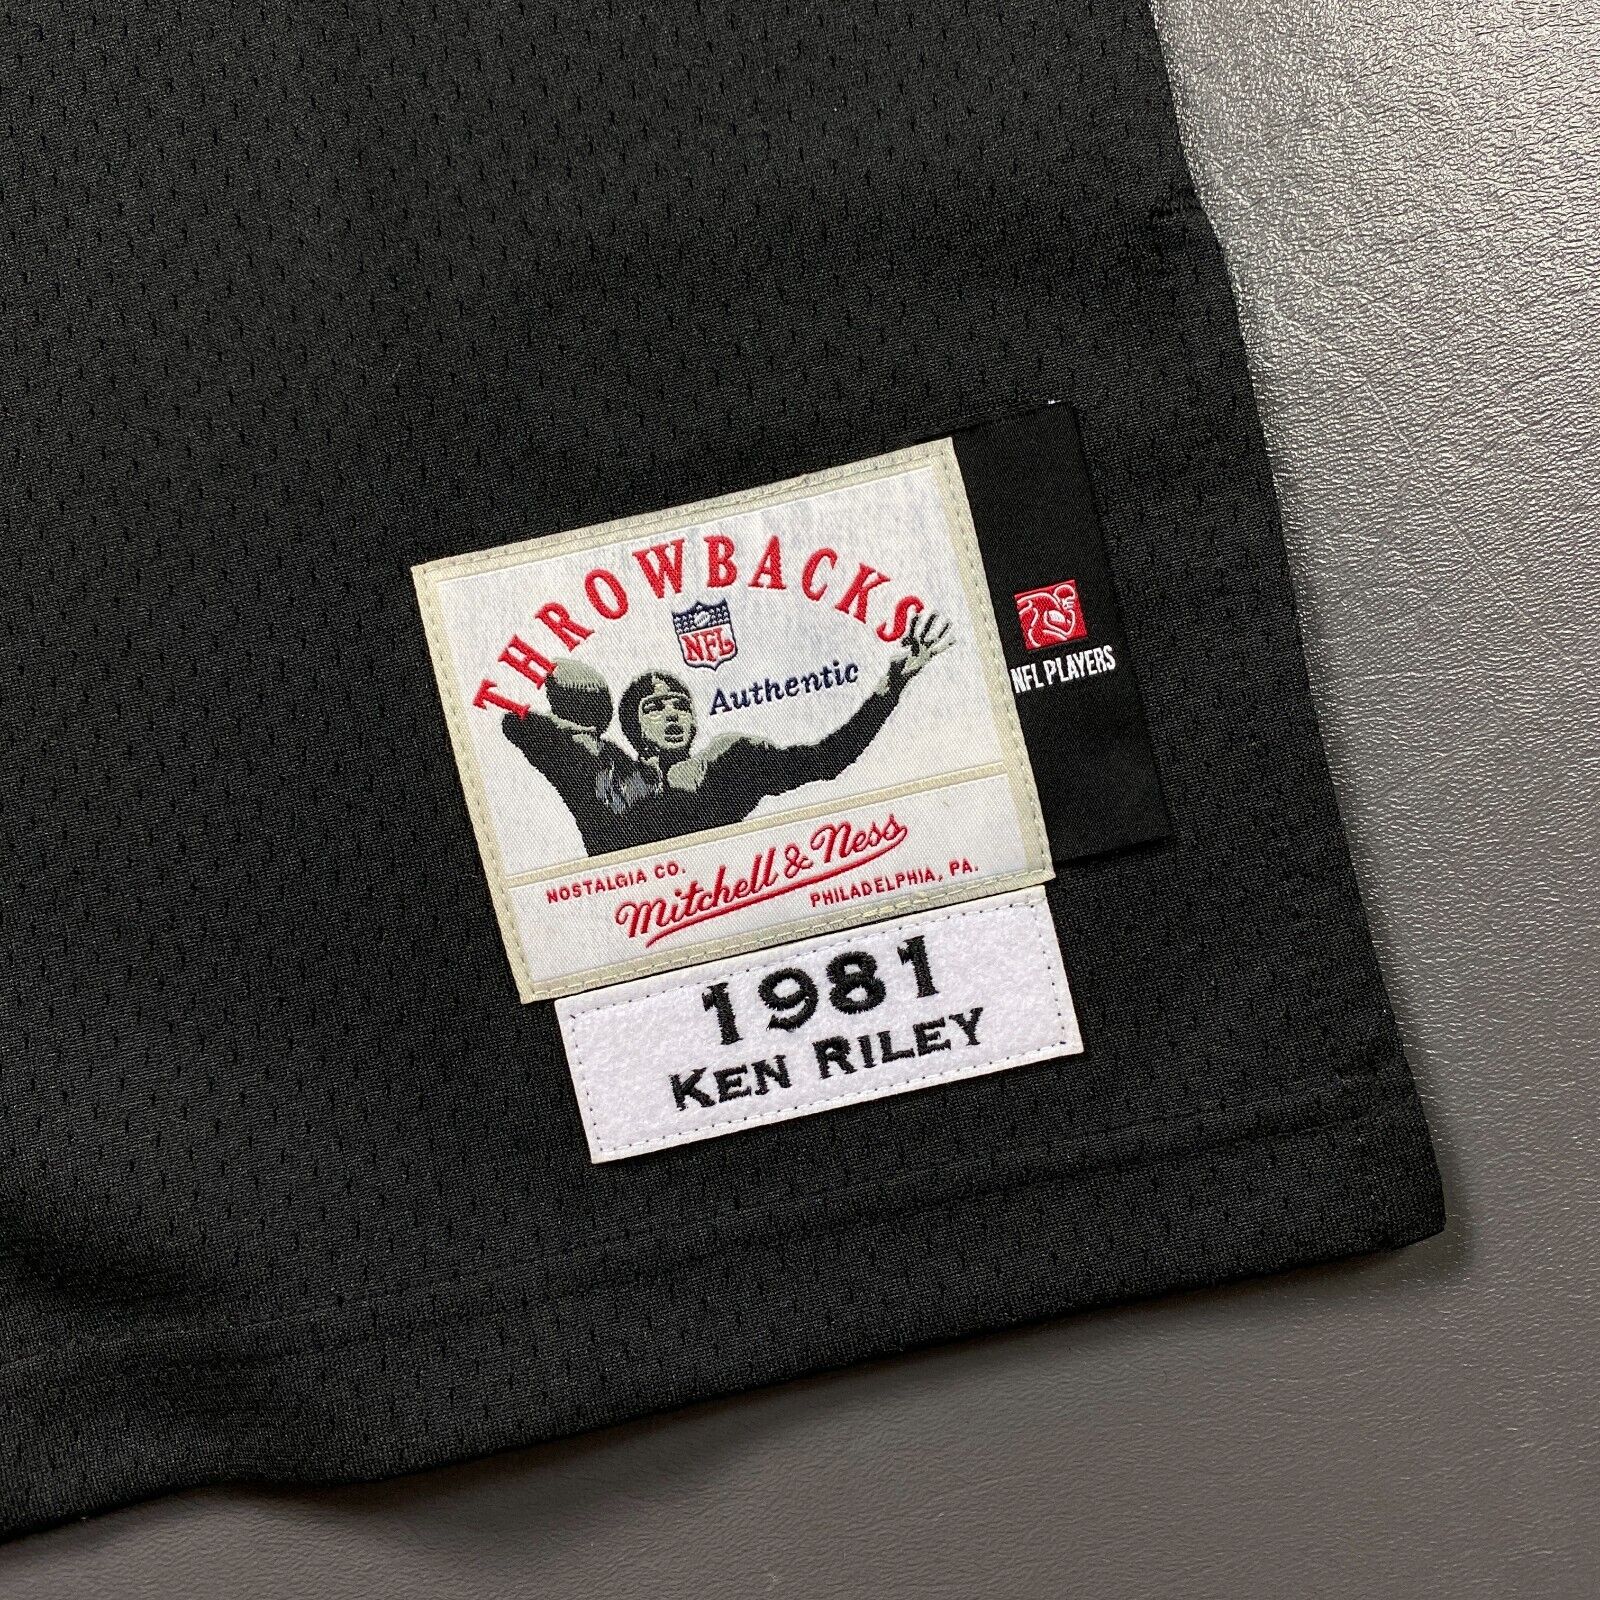 THROWBACKS
NFL
Authentic
NFL PLAYERS
NOSTALGIA CO.
Mitchell & Ness
PHILADELPHIA, PA.
1981
KEN RILEY